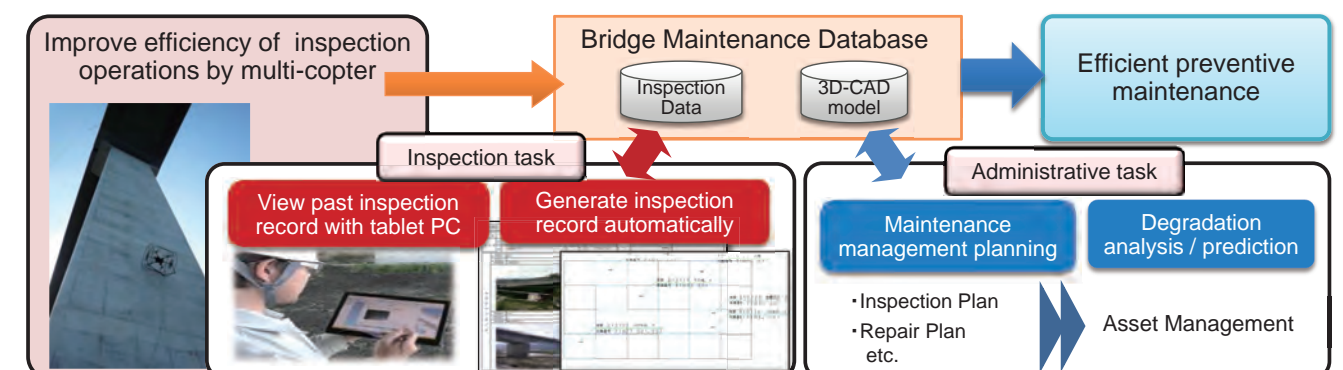 Improve efficiency of inspection
operations by multi-copter
Bridge Maintenance Database
Inspection
Data
3D-CAD
model
Efficient preventive
maintenance
Inspection task
View past inspection
record with tablet PC
Generate inspection
record automatically
Administrative task
Maintenance
management planning
Degradation
analysis / prediction
・Inspection Plan
・Repair Plan
etc.
Asset Management